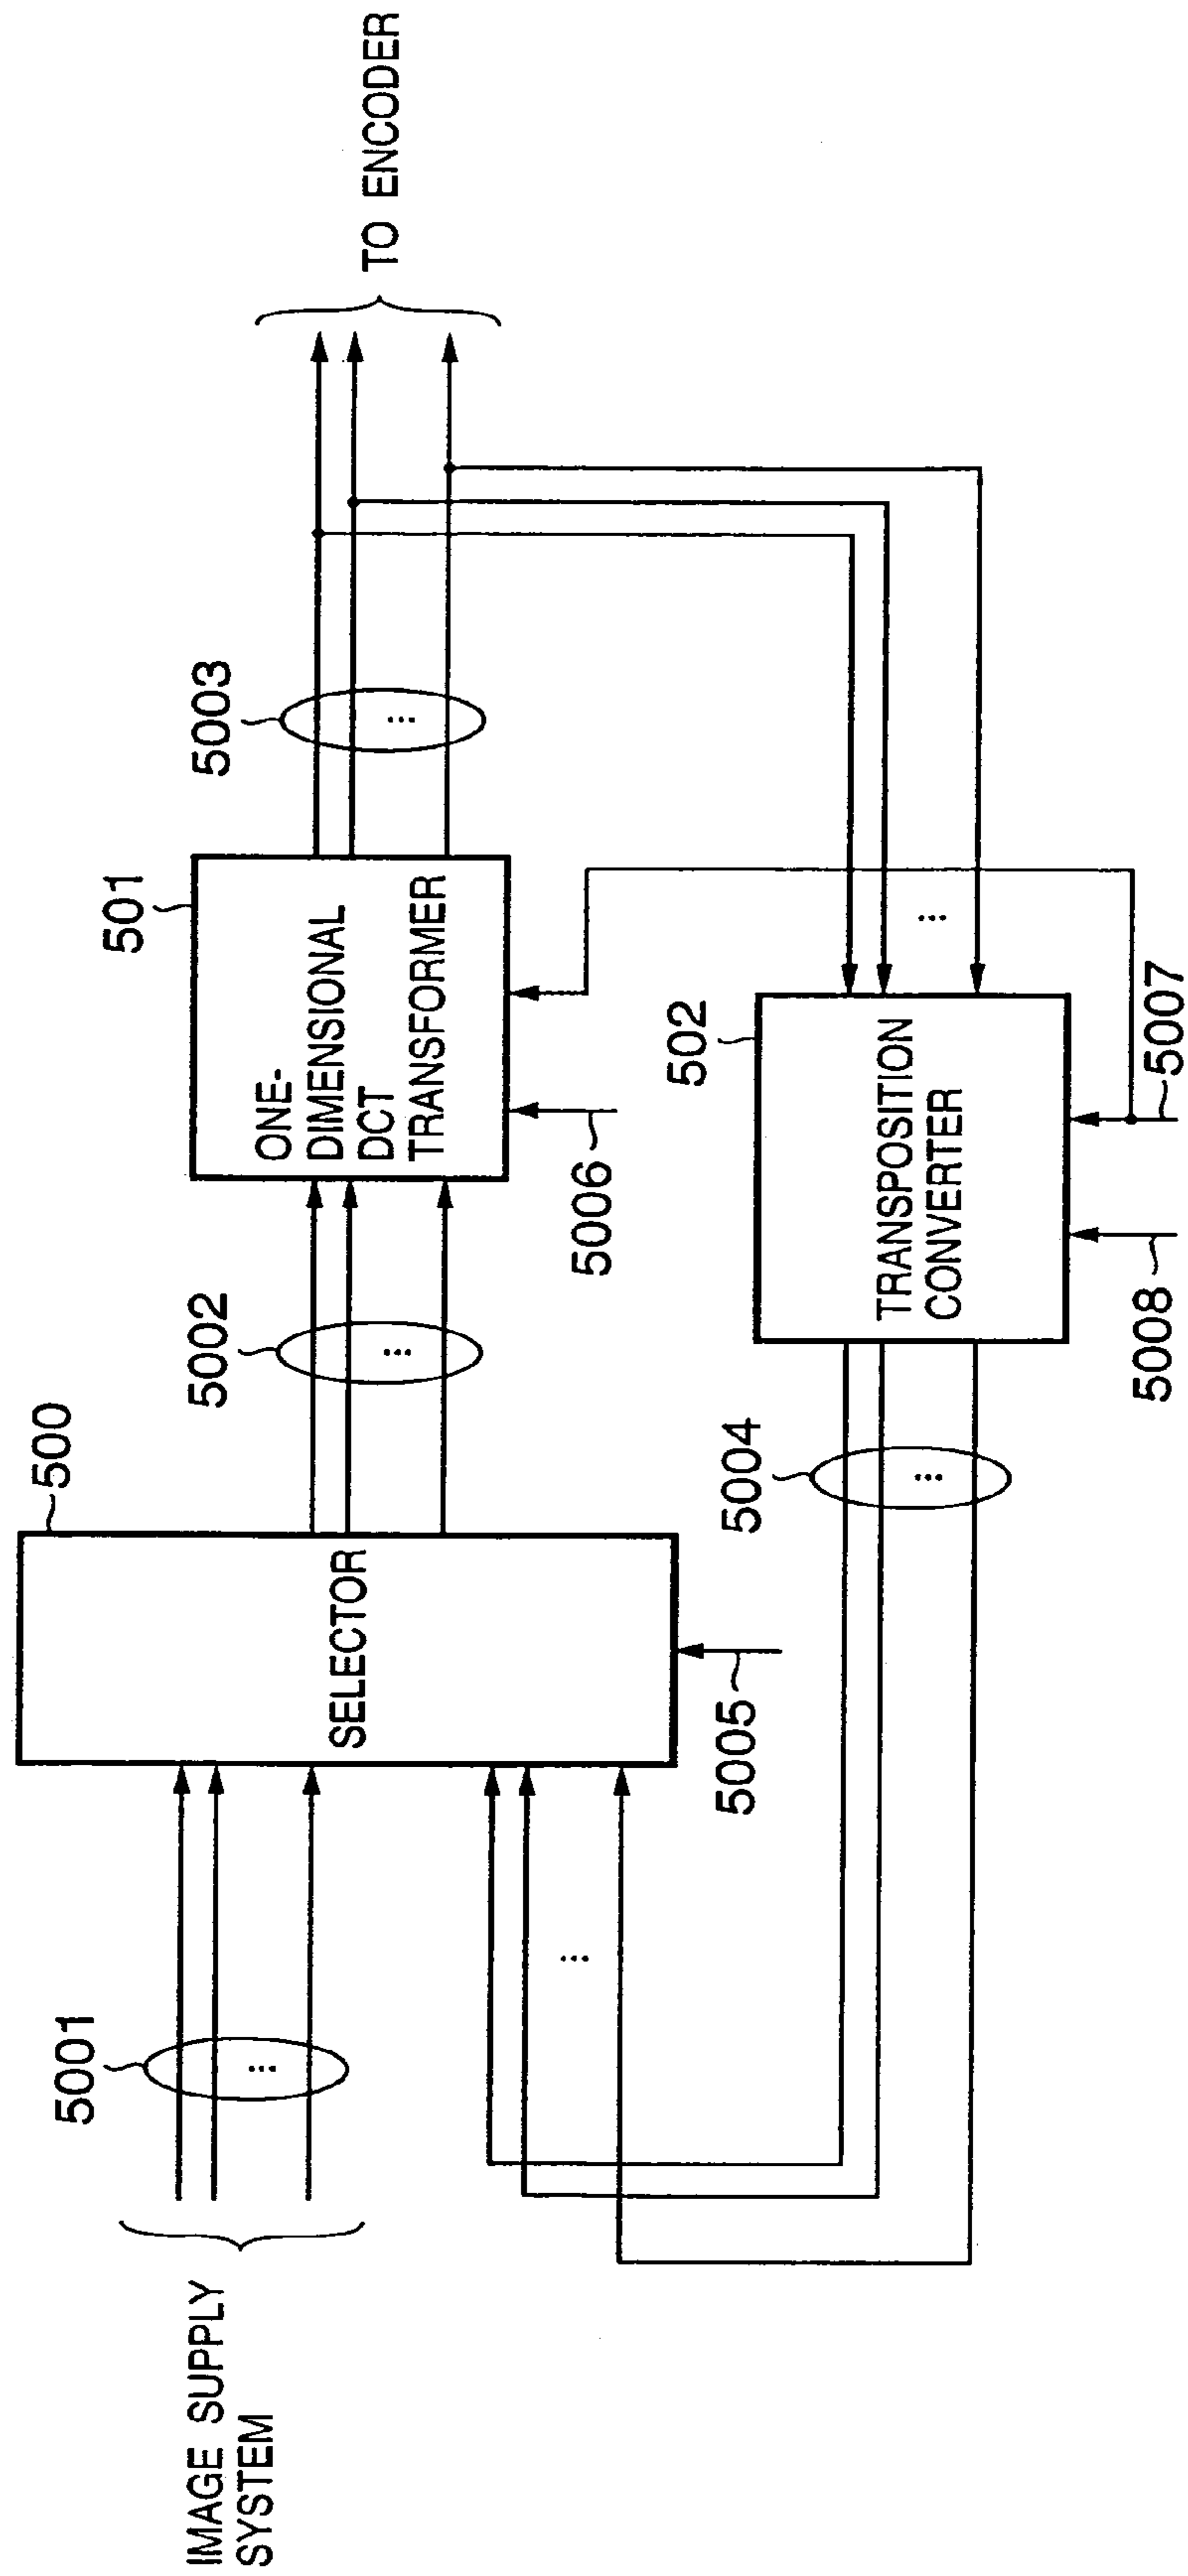 IMAGE SUPPLY
SYSTEM
5001
500
SELECTOR
5005
5002
501
ONE-
DIMENSIONAL
DCT
TRANSFORMER
5006
5003
TO ENCODER
5004
502
TRANSPOSITION
CONVERTER
5008
5007